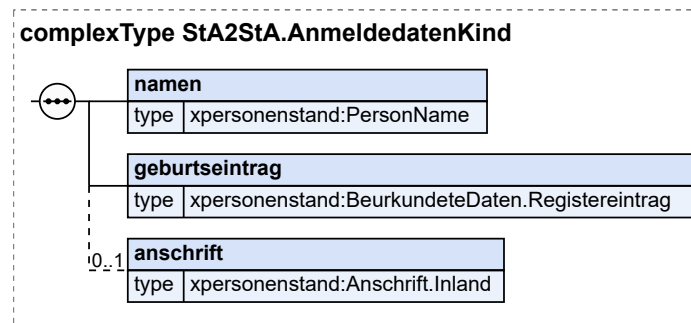 complexType StA2StA.AnmeldedatenKind
namen
type xpersonenstand:PersonName
geburtseintrag
type xpersonenstand:BeurkundeteDaten.Registereintrag
0..1 anschrift
type xpersonenstand:Anschrift.Inland